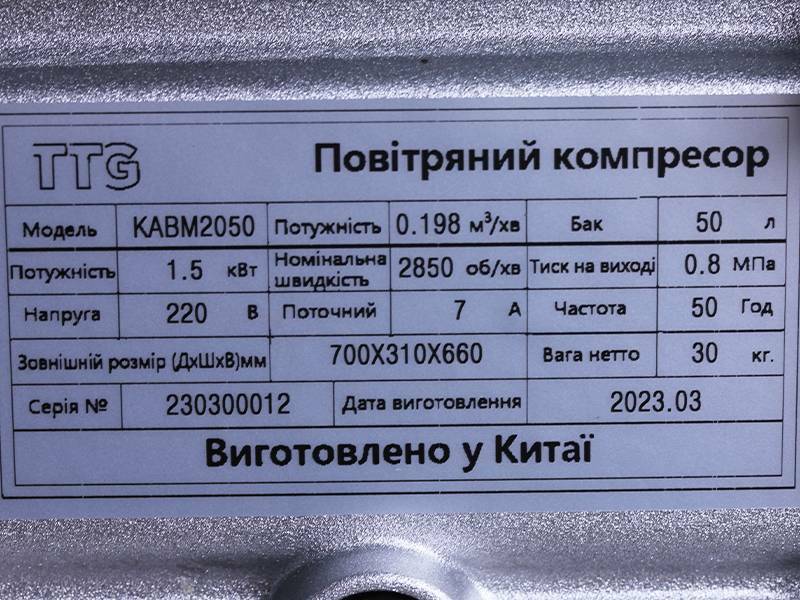 TTG Повітряний компресор
Модель KABM2050 Потужність 0.198 м³/хв Бак 50 л
Потужність 1.5 кВт Номінальна швидкість 2850 об/хв Тиск на виході 0.8 МПа
Напруга 220 В Поточний 7 А Частота 50 Год
Зовнішній розмір (ДхШхВ)мм 700X310X660 Вага нетто 30 кг.
Серія № 230300012 Дата виготовлення 2023.03
Виготовлено у Китаї